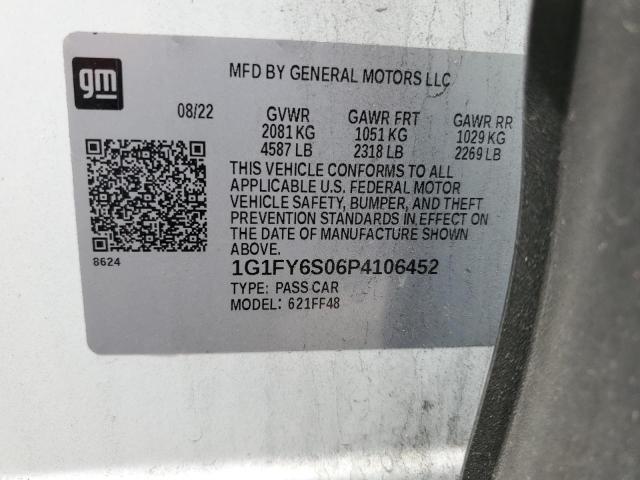 gm
MFD BY GENERAL MOTORS LLC
08/22 GVWR GAWR FRT GAWR RR
2081 KG 1051 KG 1029 KG
4587 LB 2318 LB 2269 LB
THIS VEHICLE CONFORMS TO ALL
APPLICABLE U.S. FEDERAL MOTOR
VEHICLE SAFETY, BUMPER, AND THEFT
PREVENTION STANDARDS IN EFFECT ON
THE DATE OF MANUFACTURE SHOWN
ABOVE.
8624
1G1FY6S06P4106452
TYPE: PASS CAR
MODEL: 621FF48